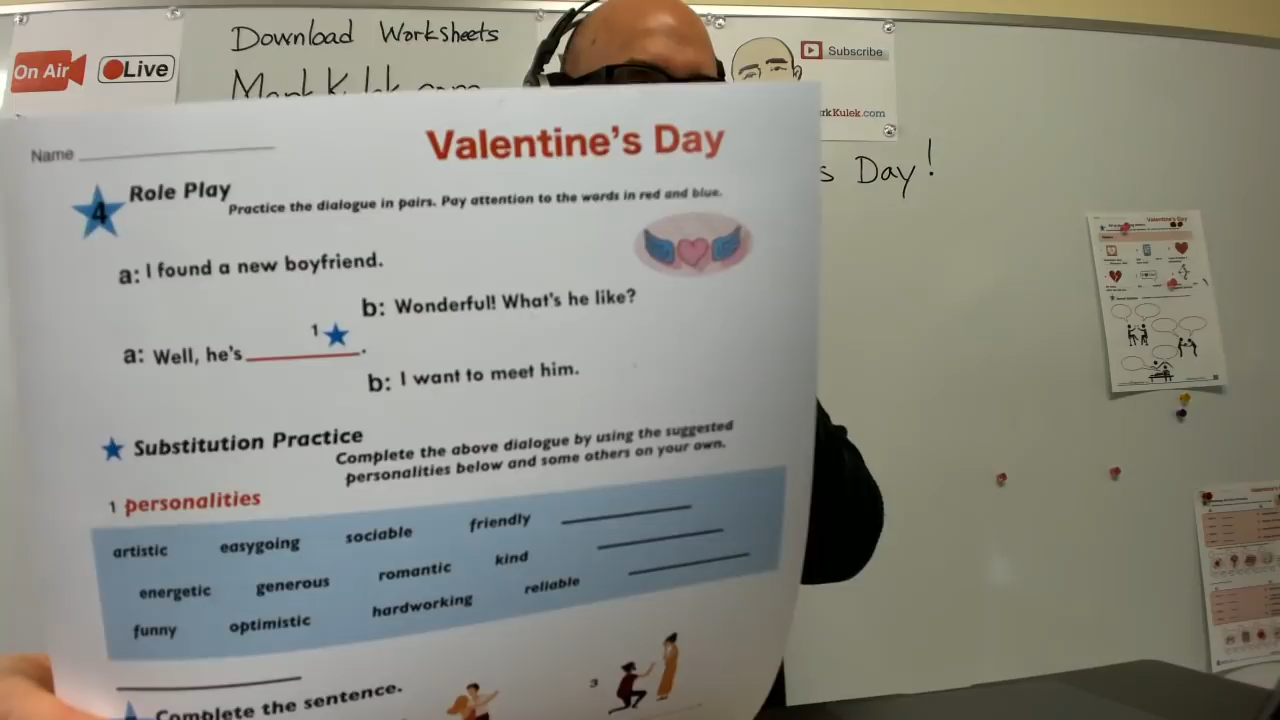 On Air
Live
Download Worksheets
Subscribe
rkKulek.com
s Day!
Name
Valentine's Day
4 Role Play
Practice the dialogue in pairs. Pay attention to the words in red and blue.
a: I found a new boyfriend.
b: Wonderful! What's he like?
1
a: Well, he's .
b: I want to meet him.
Substitution Practice
Complete the above dialogue by using the suggested
personalities below and some others on your own.
1 personalities
artistic easygoing sociable friendly
energetic generous romantic kind
funny optimistic hardworking reliable
Complete the sentence.
3
Valentine's Day